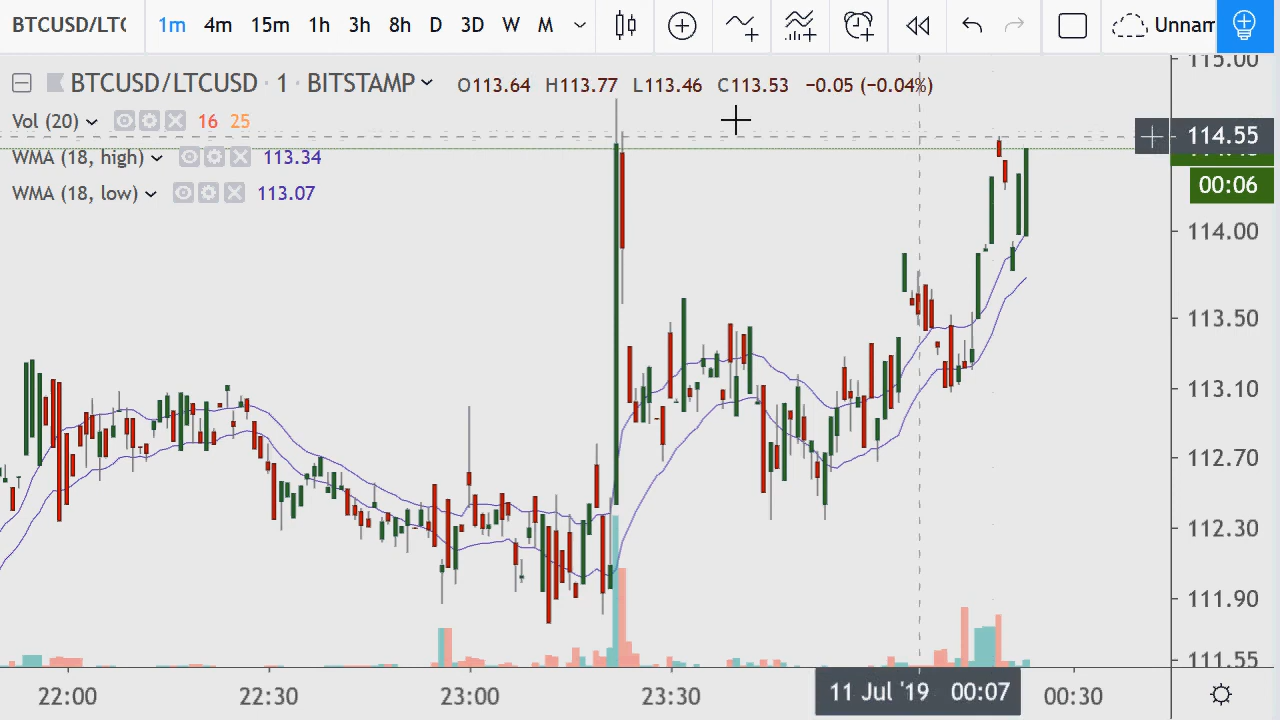 BTCUSD/LTC 1m 4m 15m 1h 3h 8h D 3D W M Unnam
BTCUSD/LTCUSD · 1 · BITSTAMP O113.64 H113.77 L113.46 C113.53 −0.05 (−0.04%)
Vol (20) 16 25
WMA (18, high) 113.34
WMA (18, low) 113.07
115.00
114.55
00:06
114.00
113.50
113.10
112.70
112.30
111.90
111.55
22:00 22:30 23:00 23:30 11 Jul '19 00:07 00:30